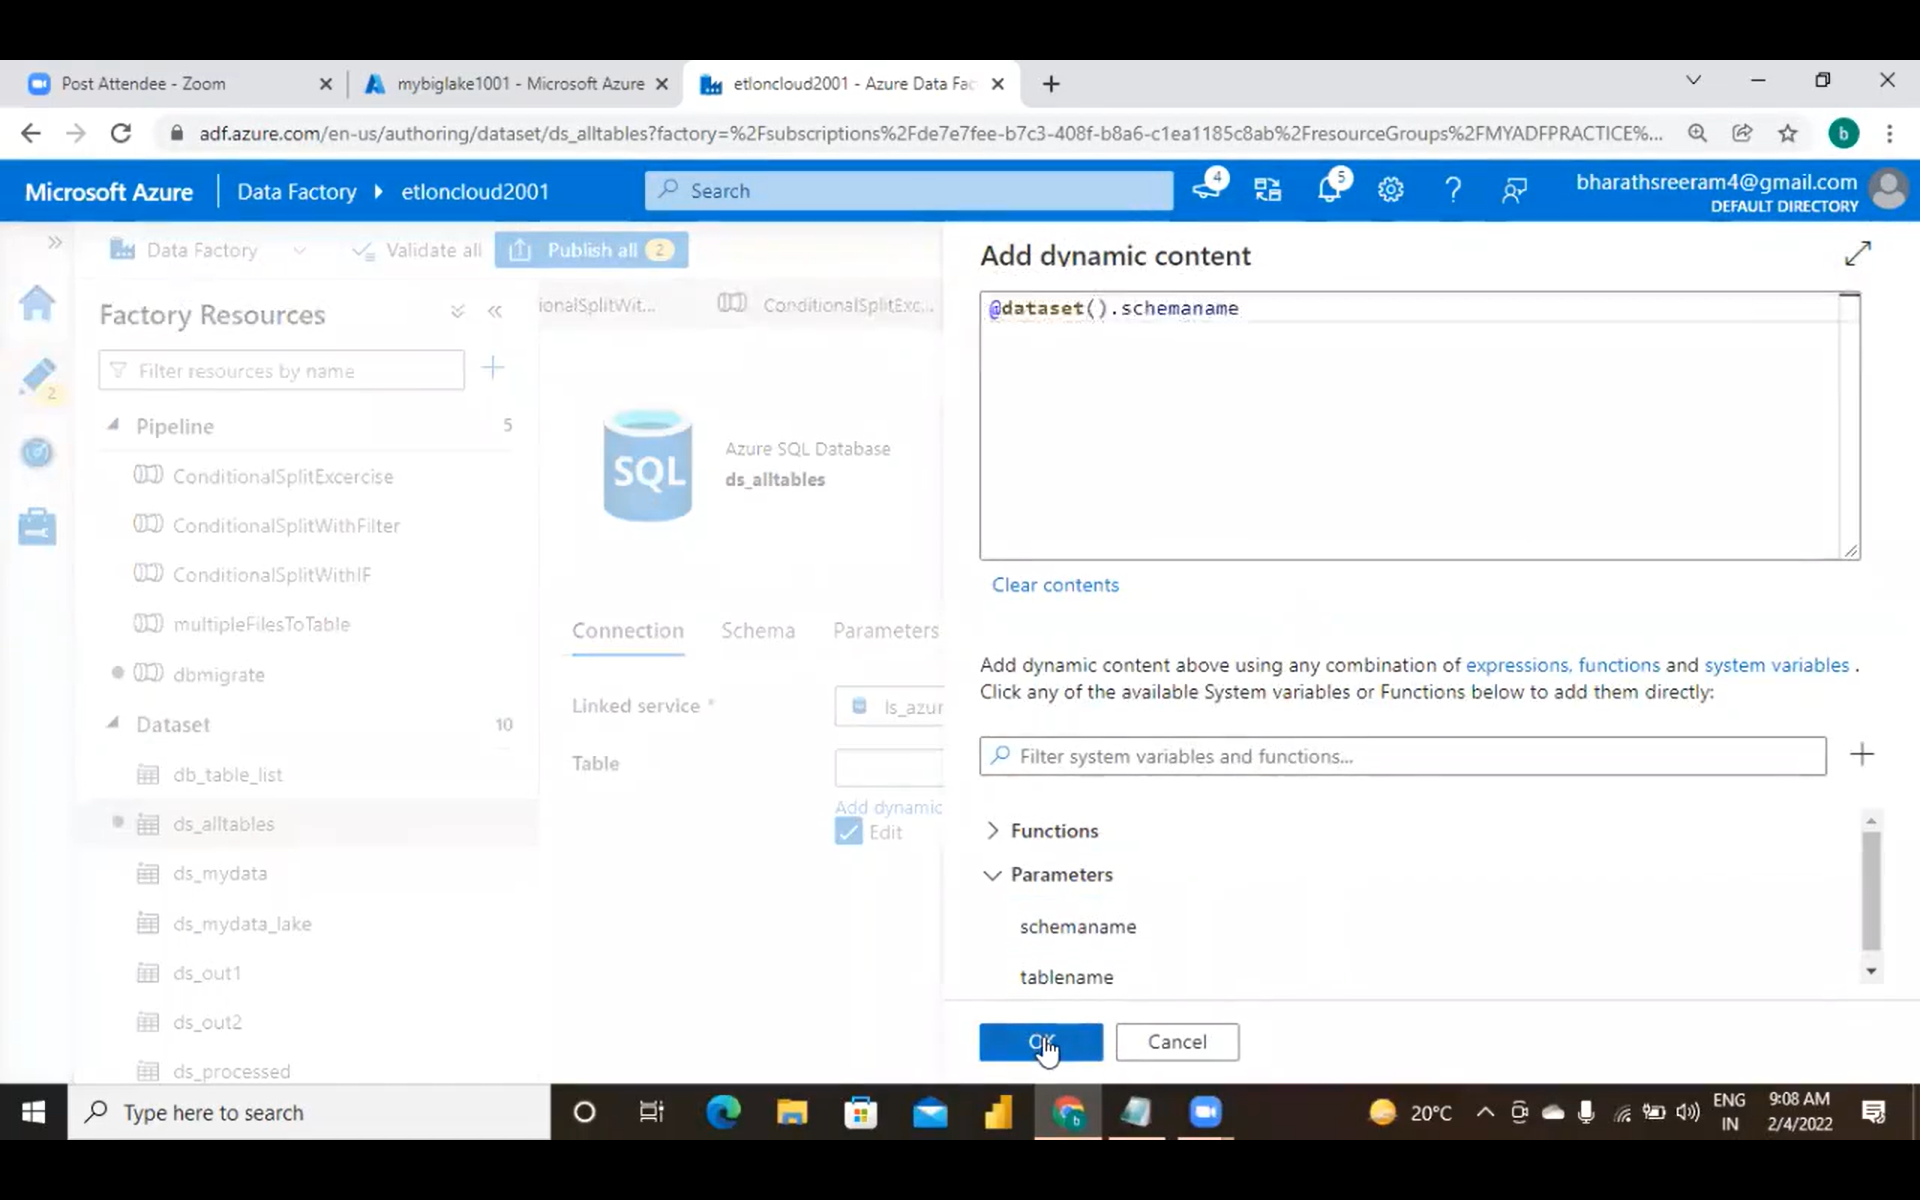 Post Attendee - Zoom
mybiglake1001 - Microsoft Azure
etloncloud2001 - Azure Data Fac
adf.azure.com/en-us/authoring/dataset/ds_alltables?factory=%2Fsubscriptions%2Fde7e7fee-b7c3-408f-b8a6-c1ea1185c8ab%2FresourceGroups%2FMYADFPRACTICE%...
b
Microsoft Azure
Data Factory
etloncloud2001
Search
4
5
bharathsreeram4@gmail.com
DEFAULT DIRECTORY
Data Factory
Validate all
Publish all
2
Factory Resources
Filter resources by name
2
Pipeline
5
ConditionalSplitExcercise
ConditionalSplitWithFilter
ConditionalSplitWithIF
multipleFilesToTable
dbmigrate
Dataset
10
db_table_list
ds_alltables
ds_mydata
ds_mydata_lake
ds_out1
ds_out2
ds_processed
ionalSplitWit...
ConditionalSplitExc...
SQL
Azure SQL Database
ds_alltables
Connection
Schema
Parameters
Linked service *
ls_azur
Table
Add dynamic
Edit
Add dynamic content
@dataset().schemaname
Clear contents
Add dynamic content above using any combination of expressions, functions and system variables .
Click any of the available System variables or Functions below to add them directly:
Filter system variables and functions...
Functions
Parameters
schemaname
tablename
OK
Cancel
Type here to search
b
20°C
ENG
IN
9:08 AM
2/4/2022